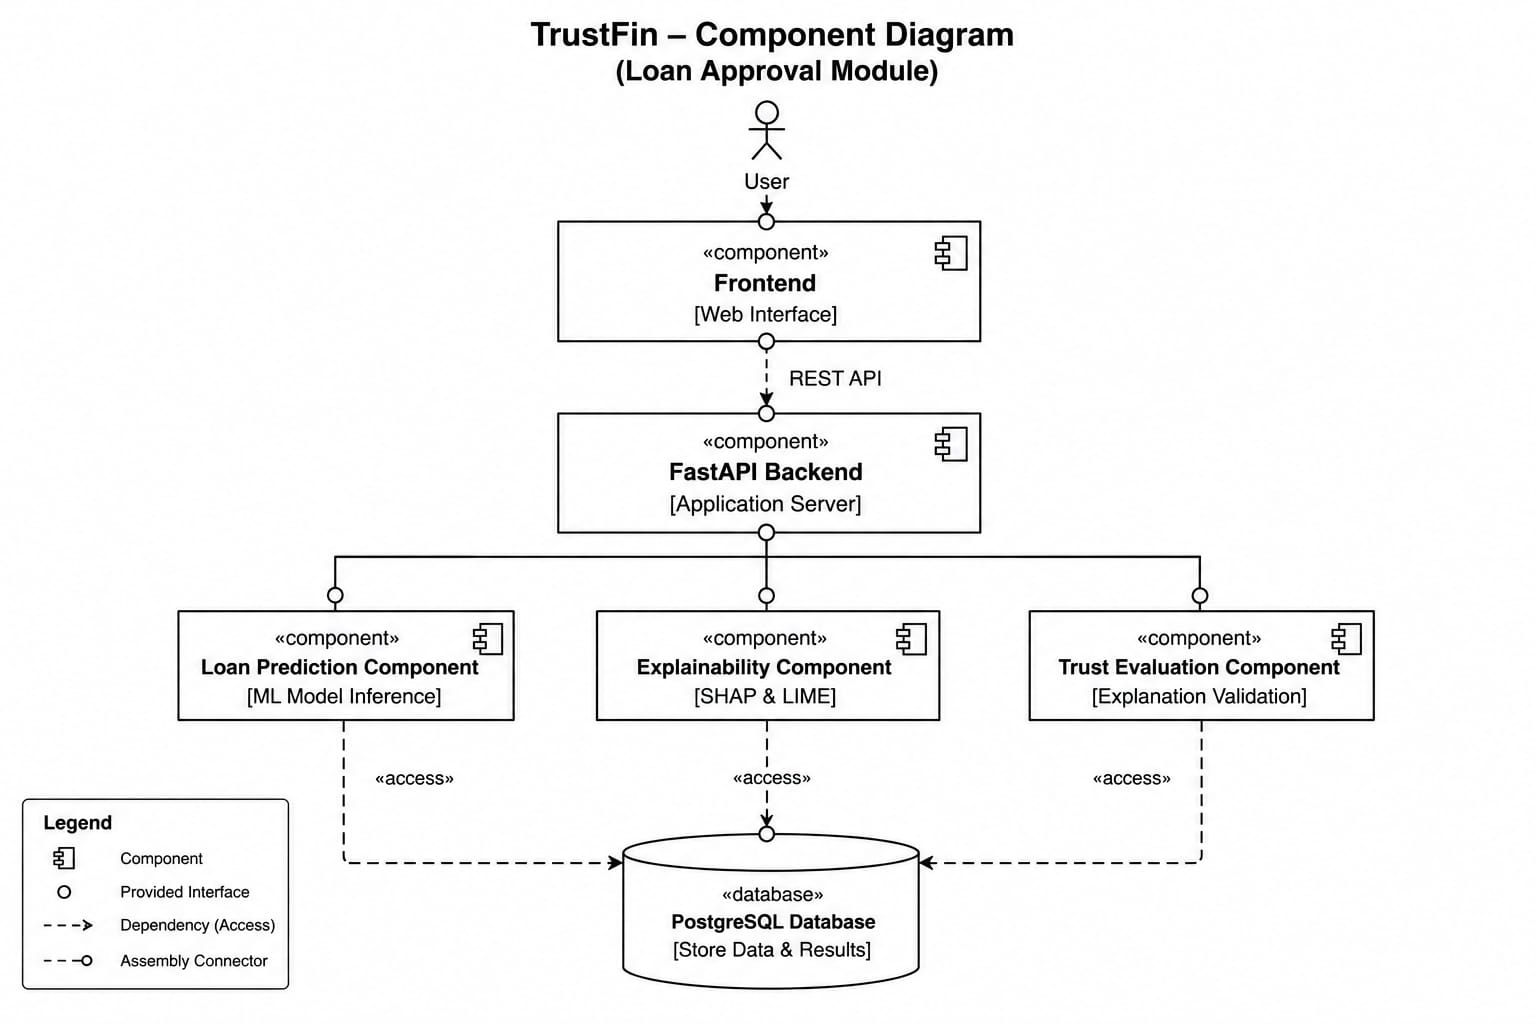 TrustFin – Component Diagram
(Loan Approval Module)
User
«component»
Frontend
[Web Interface]
REST API
«component»
FastAPI Backend
[Application Server]
«component»
Loan Prediction Component
[ML Model Inference]
«component»
Explainability Component
[SHAP & LIME]
«component»
Trust Evaluation Component
[Explanation Validation]
«access»
«access»
«access»
«database»
PostgreSQL Database
[Store Data & Results]
Legend
Component
Provided Interface
Dependency (Access)
Assembly Connector